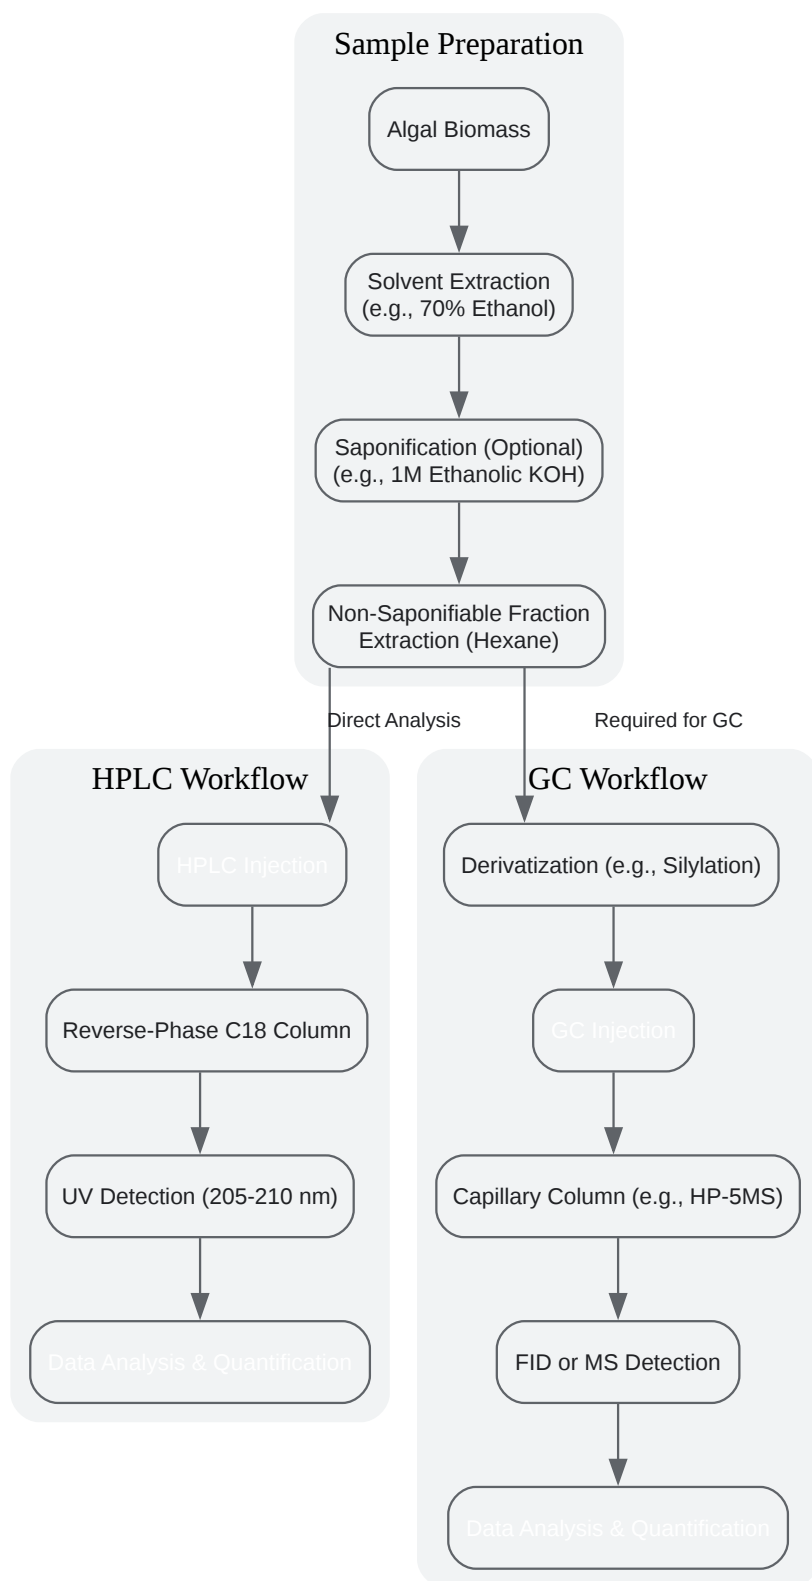 Sample Preparation
Algal Biomass
Solvent Extraction
(e.g., 70% Ethanol)
Saponification (Optional)
(e.g., 1M Ethanolic KOH)
Non-Saponifiable Fraction
Extraction (Hexane)
Direct Analysis
Required for GC
HPLC Workflow
HPLC Injection
Reverse-Phase C18 Column
UV Detection (205-210 nm)
Data Analysis & Quantification
GC Workflow
Derivatization (e.g., Silylation)
GC Injection
Capillary Column (e.g., HP-5MS)
FID or MS Detection
Data Analysis & Quantification